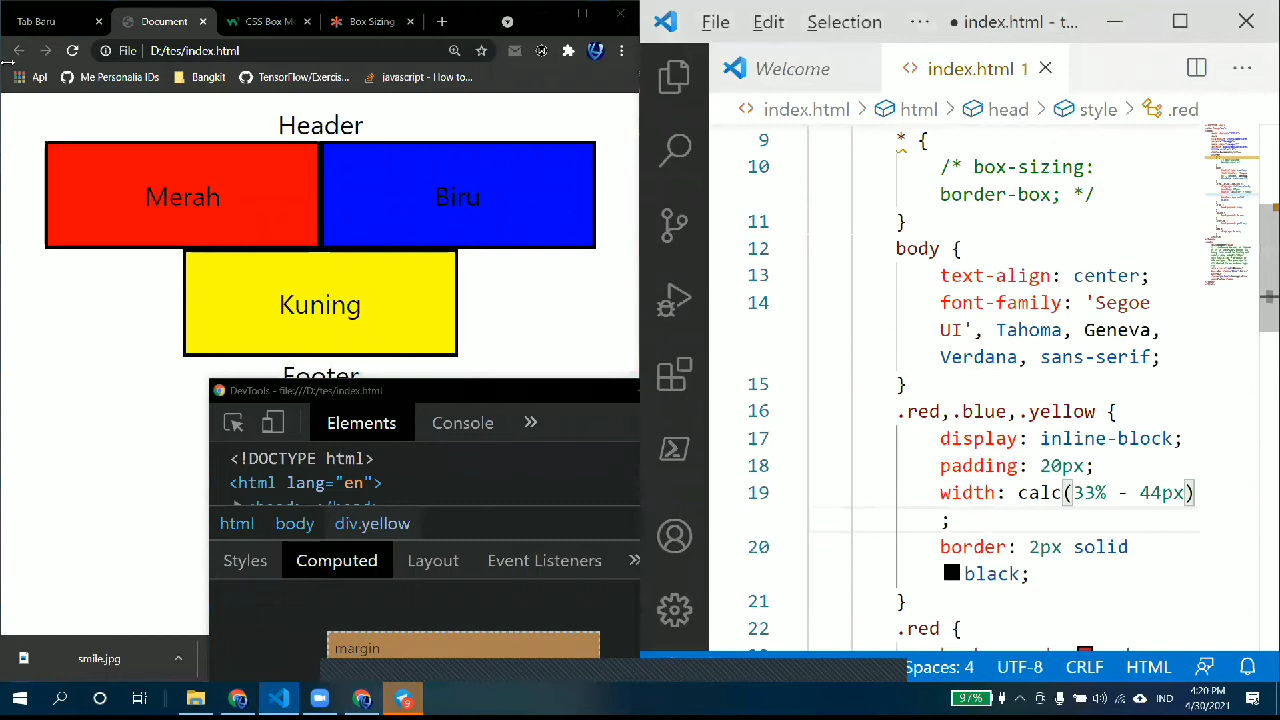 Tab Baru
Document
CSS Box M
Box Sizing
File
D:/tes/index.html
Apl
Me Personalia IDs
Bangkit
TensorFlow/Exercis...
javascript - How to...
Header
Merah
Biru
Kuning
Footer
DevTools - file:///D:/tes/index.html
Elements
Console
<!DOCTYPE html>
<html lang="en">
html
body
div.yellow
Styles
Computed
Layout
Event Listeners
margin
smile.jpg
File
Edit
Selection
...
index.html - t...
Welcome
index.html 1
index.html
html
head
style
.red
9 * {
10 /* box-sizing:
border-box; */
11 }
12 body {
13 text-align: center;
14 font-family: 'Segoe
UI', Tahoma, Geneva,
Verdana, sans-serif;
15 }
16 .red,.blue,.yellow {
17 display: inline-block;
18 padding: 20px;
19 width: calc(33% - 44px)
;
20 border: 2px solid
black;
21 }
22 .red {
Spaces: 4
UTF-8
CRLF
HTML
97%
IND
4:20 PM
4/30/2021